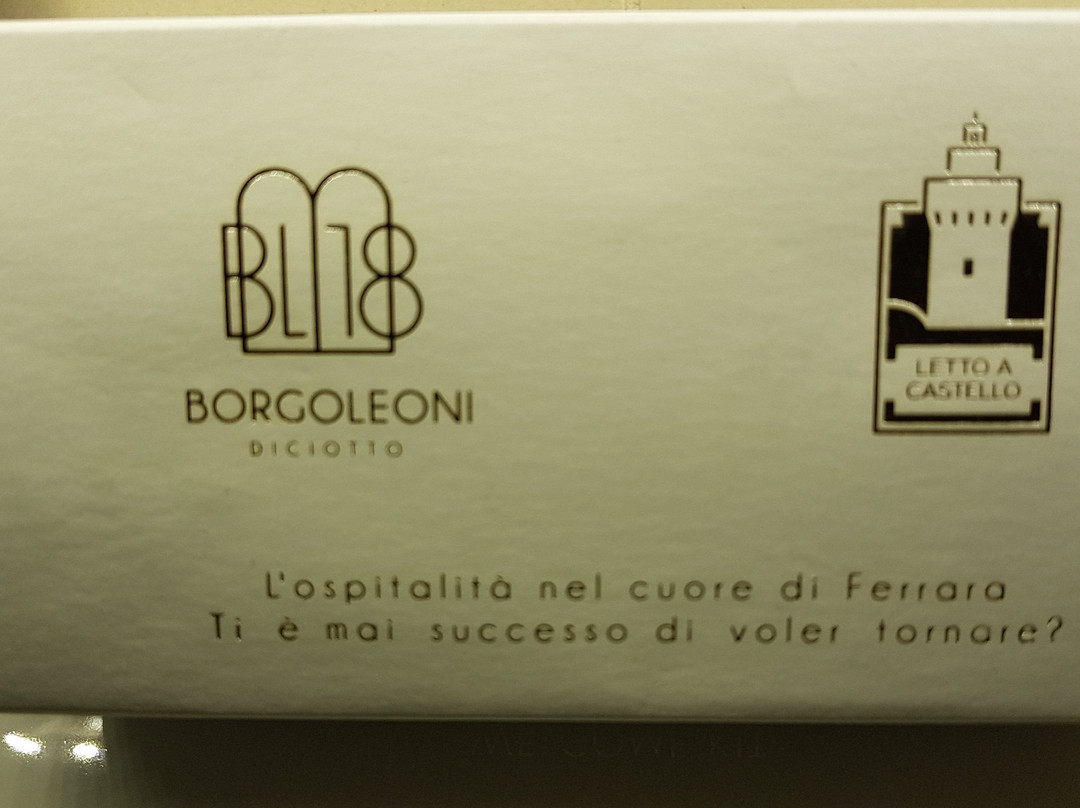 BL18
BORGOLEONI
DICIOTTO
LETTO A
CASTELLO
L'ospitalità nel cuore di Ferrara
Ti è mai successo di voler tornare?